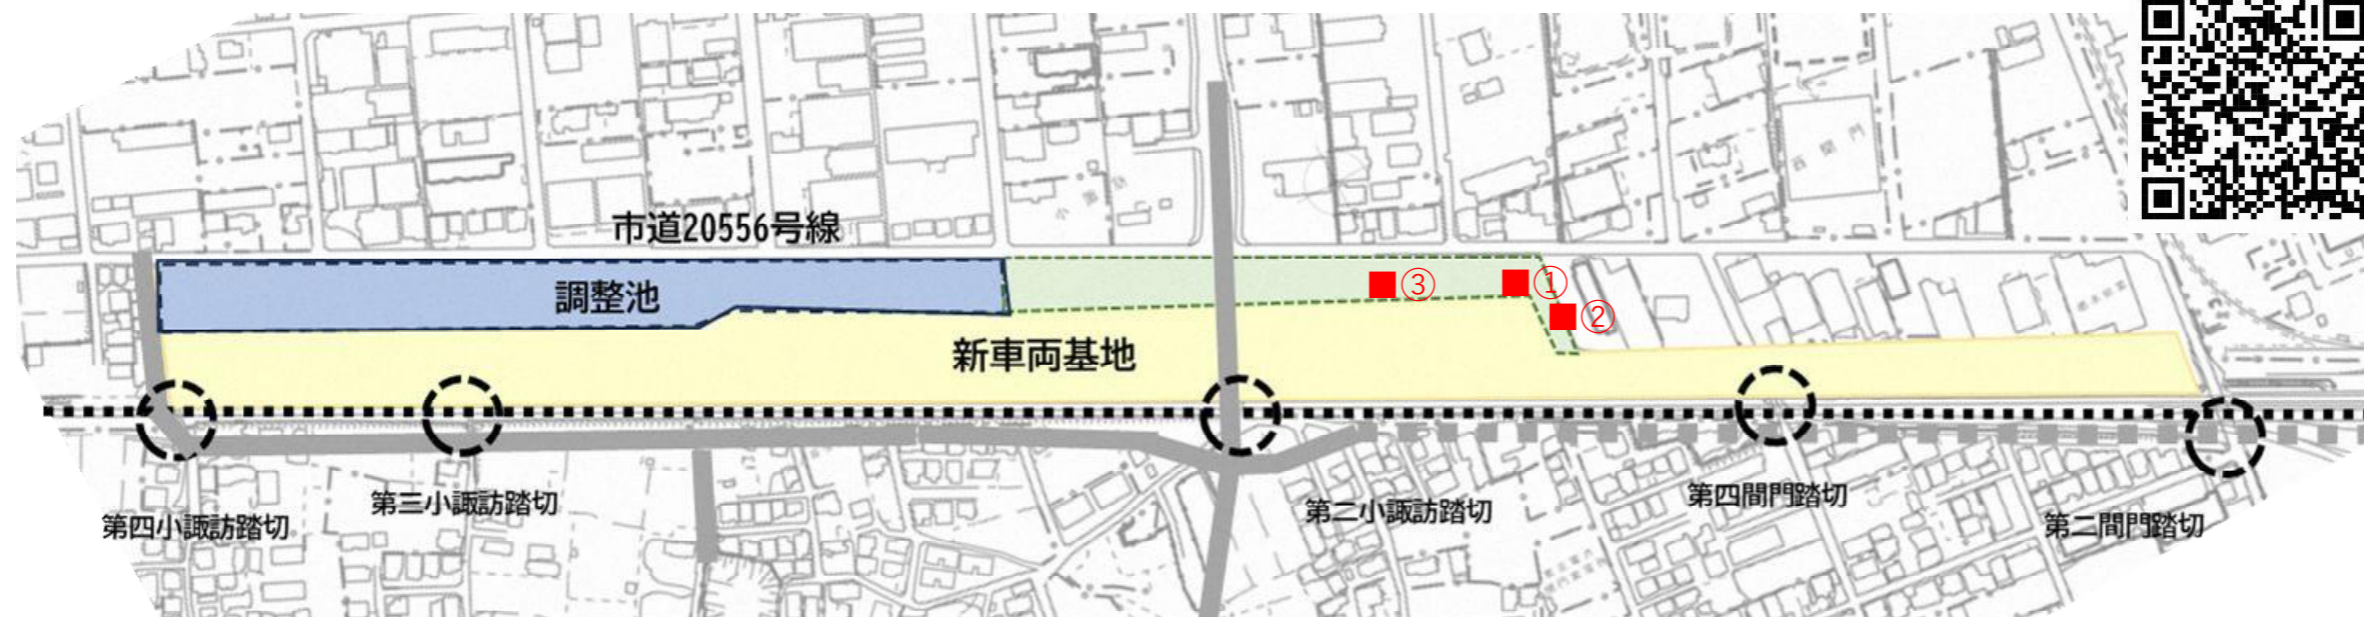 市道20556号線
調整池
③
①
②
新車両基地
第四小諏訪踏切
第三小諏訪踏切
第二小諏訪踏切
第四間門踏切
第二間門踏切